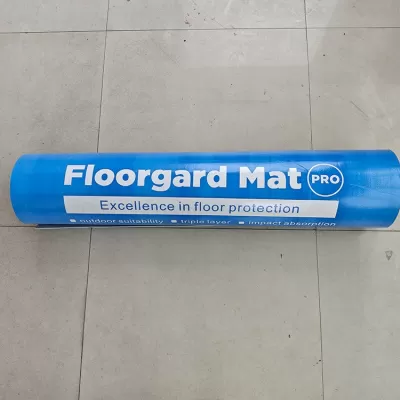 Floorgard Mat PRO
Excellence in floor protection
outdoor suitability triple layer impact absorption